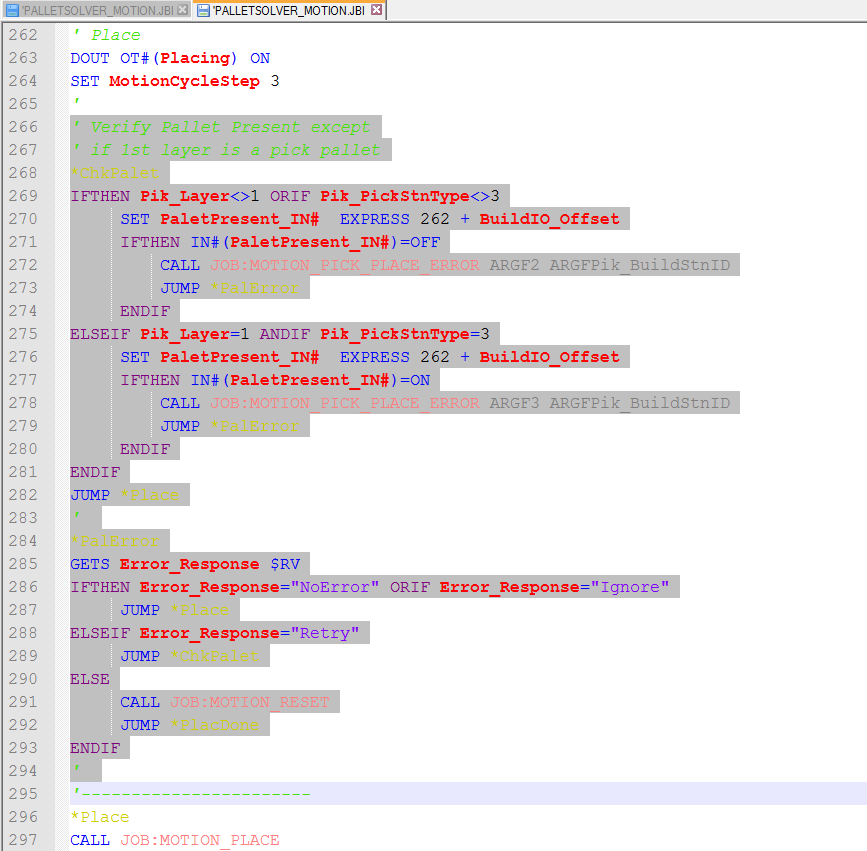 'PALLETSOLVER_MOTION.JBI 'PALLETSOLVER_MOTION.JBI
262 ' Place
263 DOUT OT#(Placing) ON
264 SET MotionCycleStep 3
265 '
266 ' Verify Pallet Present except
267 ' if 1st layer is a pick pallet
268 *ChkPalet
269 IFTHEN Pik_Layer<>1 ORIF Pik_PickStnType<>3
270 SET PaletPresent_IN# EXPRESS 262 + BuildIO_Offset
271 IFTHEN IN#(PaletPresent_IN#)=OFF
272 CALL JOB:MOTION_PICK_PLACE_ERROR ARGF2 ARGFPik_BuildStnID
273 JUMP *PalError
274 ENDIF
275 ELSEIF Pik_Layer=1 ANDIF Pik_PickStnType=3
276 SET PaletPresent_IN# EXPRESS 262 + BuildIO_Offset
277 IFTHEN IN#(PaletPresent_IN#)=ON
278 CALL JOB:MOTION_PICK_PLACE_ERROR ARGF3 ARGFPik_BuildStnID
279 JUMP *PalError
280 ENDIF
281 ENDIF
282 JUMP *Place
283 '
284 *PalError
285 GETS Error_Response $RV
286 IFTHEN Error_Response="NoError" ORIF Error_Response="Ignore"
287 JUMP *Place
288 ELSEIF Error_Response="Retry"
289 JUMP *ChkPalet
290 ELSE
291 CALL JOB:MOTION_RESET
292 JUMP *PlacDone
293 ENDIF
294 '
295 '-----------------------
296 *Place
297 CALL JOB:MOTION_PLACE